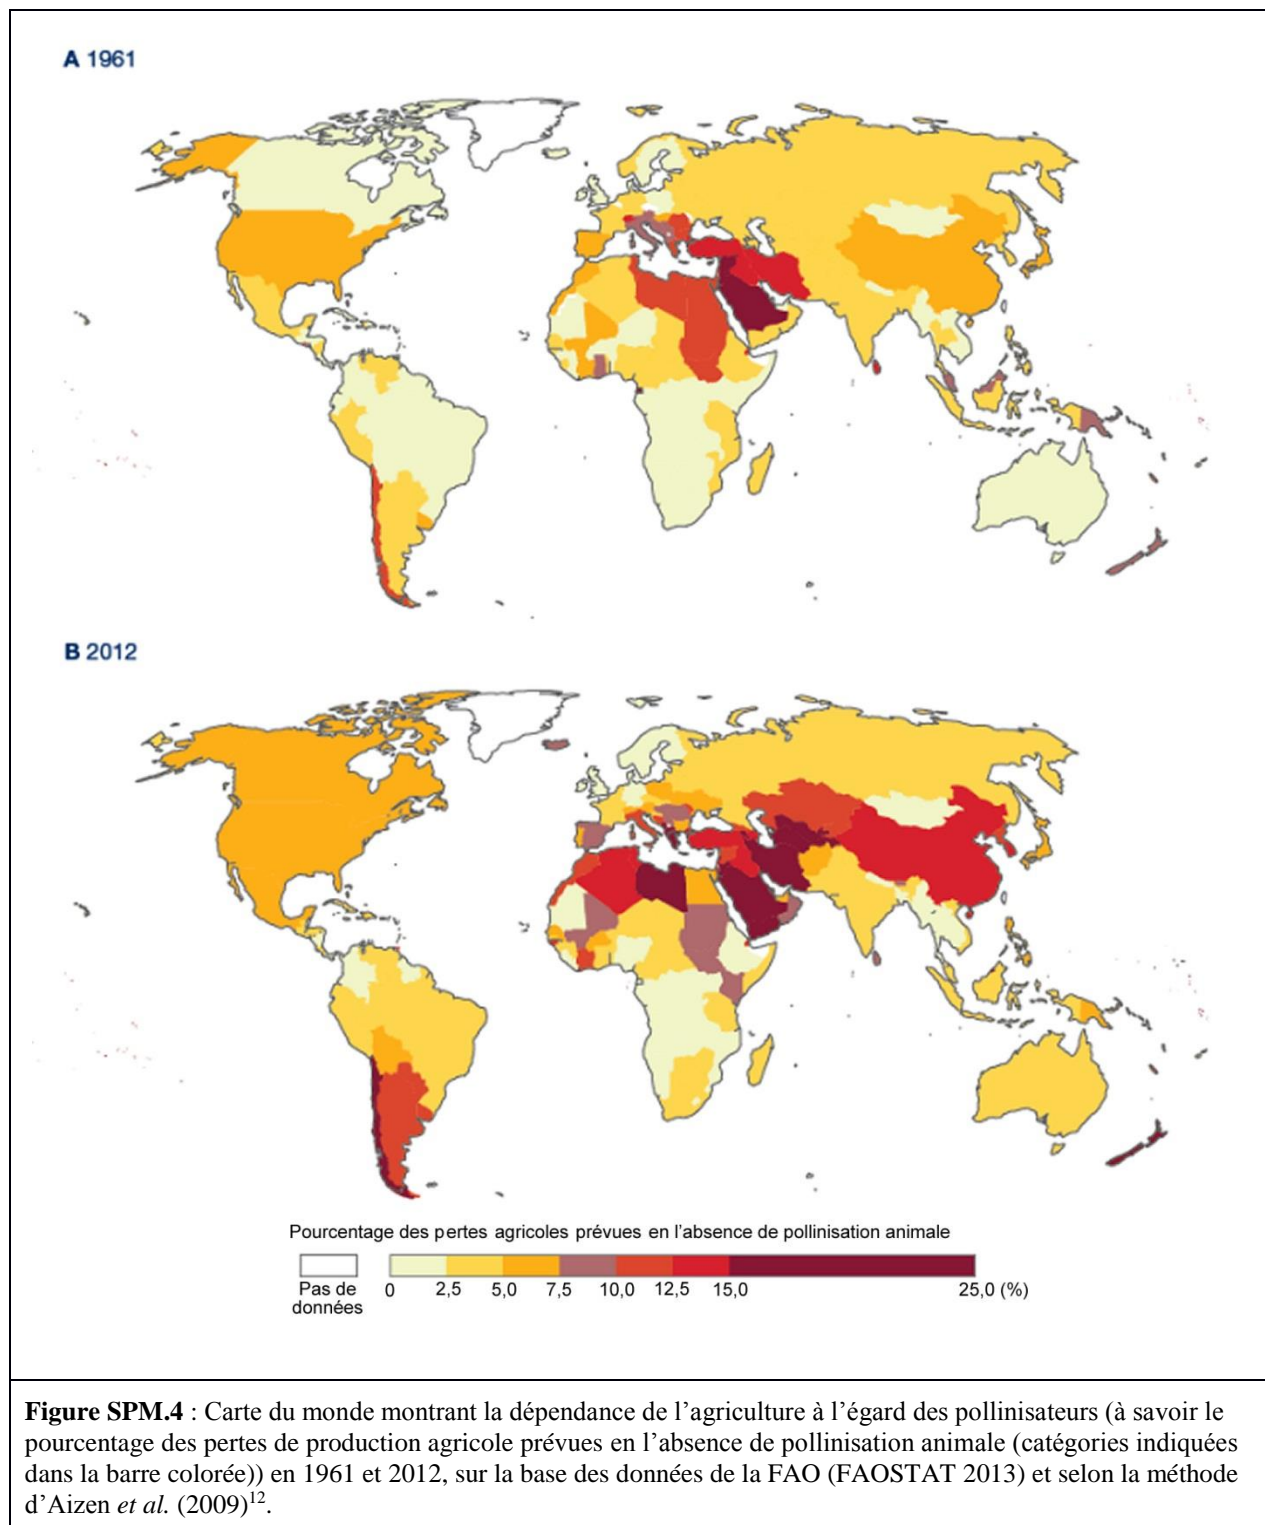 A 1961
B 2012
Pourcentage des pertes agricoles prévues en l'absence de pollinisation animale
Pas de
données
0 2,5 5,0 7,5 10,0 12,5 15,0 25,0 (%)
Figure SPM.4 : Carte du monde montrant la dépendance de l'agriculture à l'égard des pollinisateurs (à savoir le
pourcentage des pertes de production agricole prévues en l'absence de pollinisation animale (catégories indiquées
dans la barre colorée)) en 1961 et 2012, sur la base des données de la FAO (FAOSTAT 2013) et selon la méthode
d'Aizen et al. (2009)12.